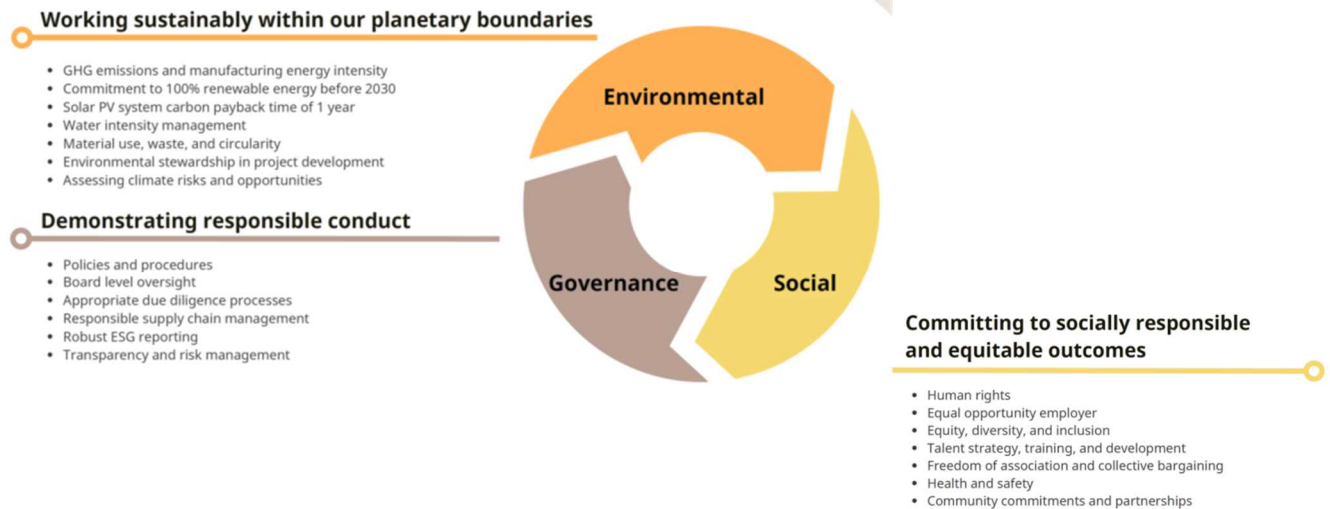 Working sustainably within our planetary boundaries
• GHG emissions and manufacturing energy intensity
• Commitment to 100% renewable energy before 2030
• Solar PV system carbon payback time of 1 year
• Water intensity management
• Material use, waste, and circularity
• Environmental stewardship in project development
• Assessing climate risks and opportunities
Demonstrating responsible conduct
• Policies and procedures
• Board level oversight
• Appropriate due diligence processes
• Responsible supply chain management
• Robust ESG reporting
• Transparency and risk management
Environmental
Governance
Social
Committing to socially responsible
and equitable outcomes
• Human rights
• Equal opportunity employer
• Equity, diversity, and inclusion
• Talent strategy, training, and development
• Freedom of association and collective bargaining
• Health and safety
• Community commitments and partnerships